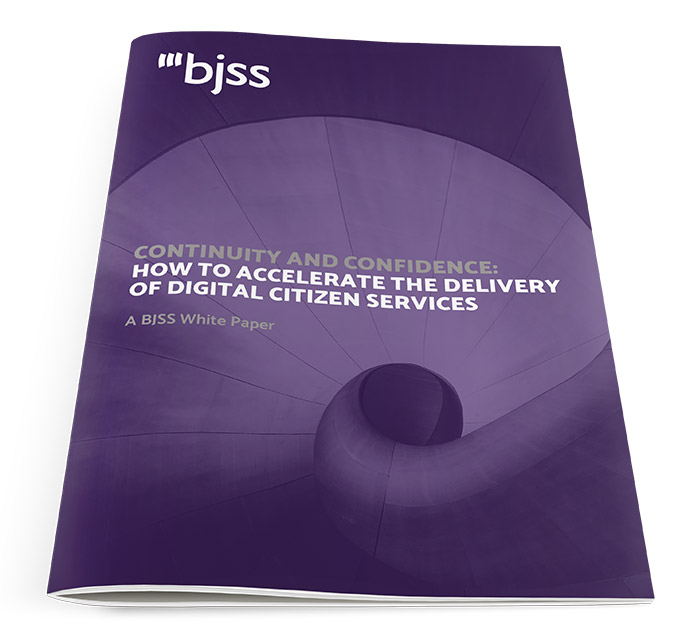 bjss
CONTINUITY AND CONFIDENCE:
HOW TO ACCELERATE THE DELIVERY
OF DIGITAL CITIZEN SERVICES
A BJSS White Paper